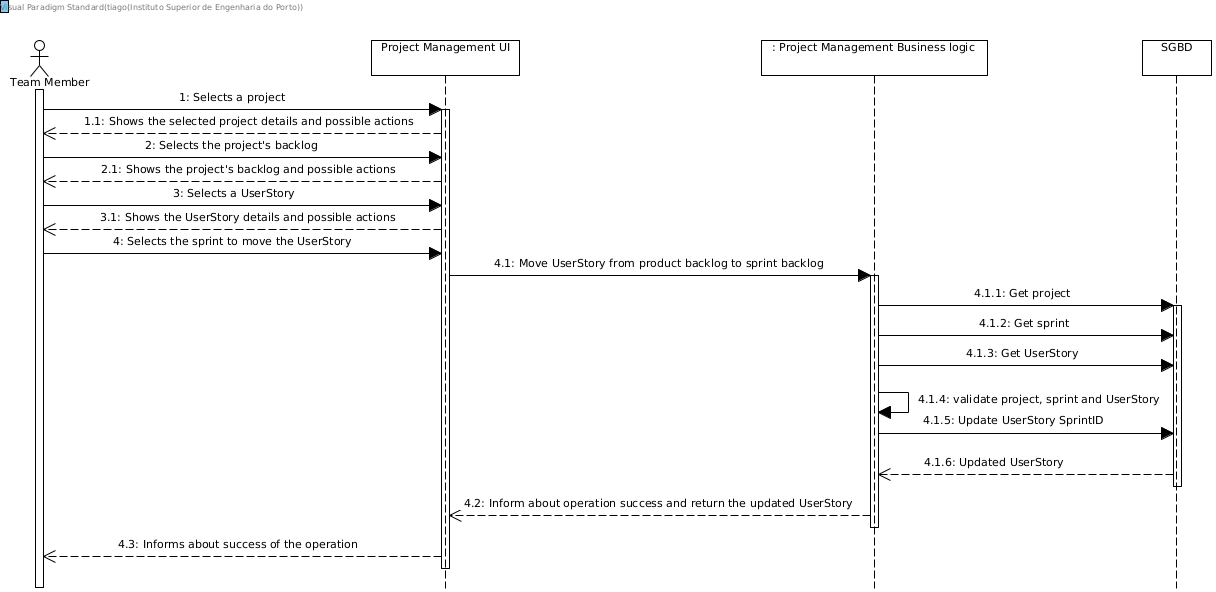 Visual Paradigm Standard(tiago(Instituto Superior de Engenharia do Porto))
Project Management UI
: Project Management Business logic
SGBD
Team Member
1: Selects a project
1.1: Shows the selected project details and possible actions
2: Selects the project's backlog
2.1: Shows the project's backlog and possible actions
3: Selects a UserStory
3.1: Shows the UserStory details and possible actions
4: Selects the sprint to move the UserStory
4.1: Move UserStory from product backlog to sprint backlog
4.1.1: Get project
4.1.2: Get sprint
4.1.3: Get UserStory
4.1.4: validate project, sprint and UserStory
4.1.5: Update UserStory SprintID
4.1.6: Updated UserStory
4.2: Inform about operation success and return the updated UserStory
4.3: Informs about success of the operation